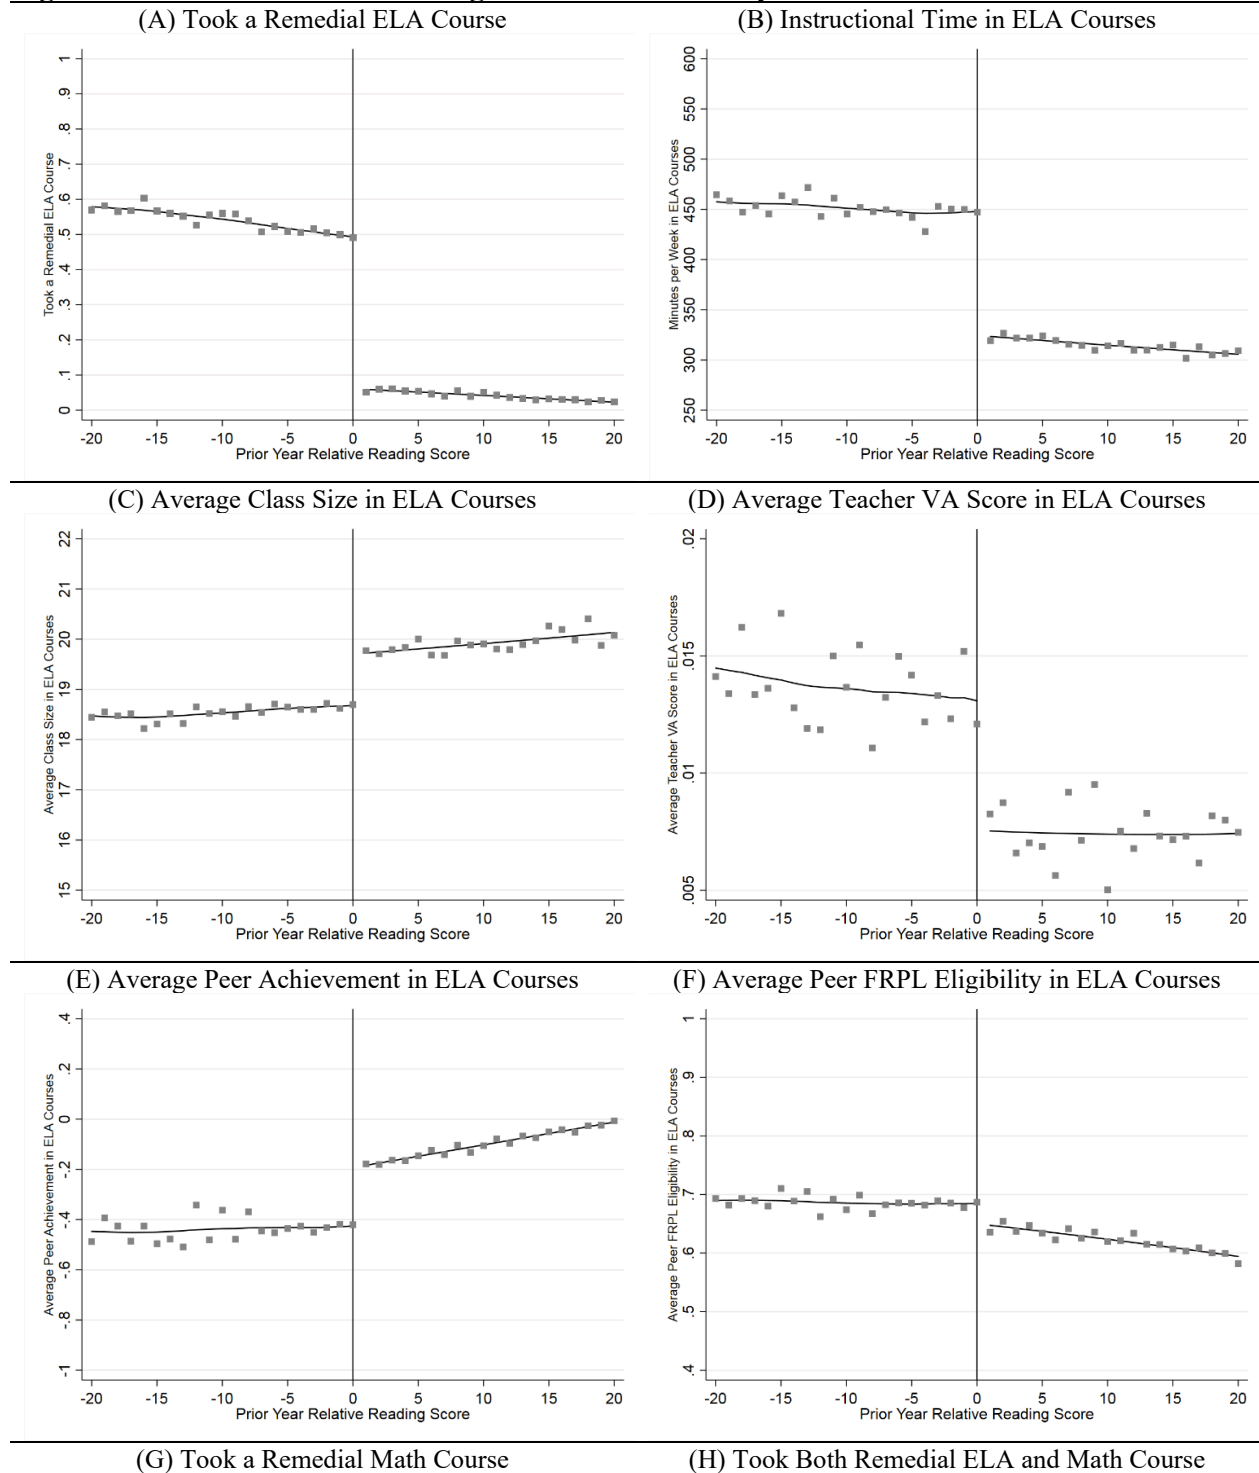 (A) Took a Remedial ELA Course
Took a Remedial ELA Course
1
.9
.8
.7
.6
.5
.4
.3
.2
.1
0
-20 -15 -10 -5 0 5 10 15 20
Prior Year Relative Reading Score
(B) Instructional Time in ELA Courses
Minutes per Week in ELA Courses
600
550
500
450
400
350
300
250
-20 -15 -10 -5 0 5 10 15 20
Prior Year Relative Reading Score
(C) Average Class Size in ELA Courses
Average Class Size in ELA Courses
22
21
20
19
18
17
16
15
-20 -15 -10 -5 0 5 10 15 20
Prior Year Relative Reading Score
(D) Average Teacher VA Score in ELA Courses
Average Teacher VA Score in ELA Courses
.02
.015
.01
.005
-20 -15 -10 -5 0 5 10 15 20
Prior Year Relative Reading Score
(E) Average Peer Achievement in ELA Courses
Average Peer Achievement in ELA Courses
.4
.2
0
-.2
-.4
-.6
-.8
-1
-20 -15 -10 -5 0 5 10 15 20
Prior Year Relative Reading Score
(F) Average Peer FRPL Eligibility in ELA Courses
Average Peer FRPL Eligibility in ELA Courses
1
.9
.8
.7
.6
.5
.4
-20 -15 -10 -5 0 5 10 15 20
Prior Year Relative Reading Score
(G) Took a Remedial Math Course
(H) Took Both Remedial ELA and Math Course